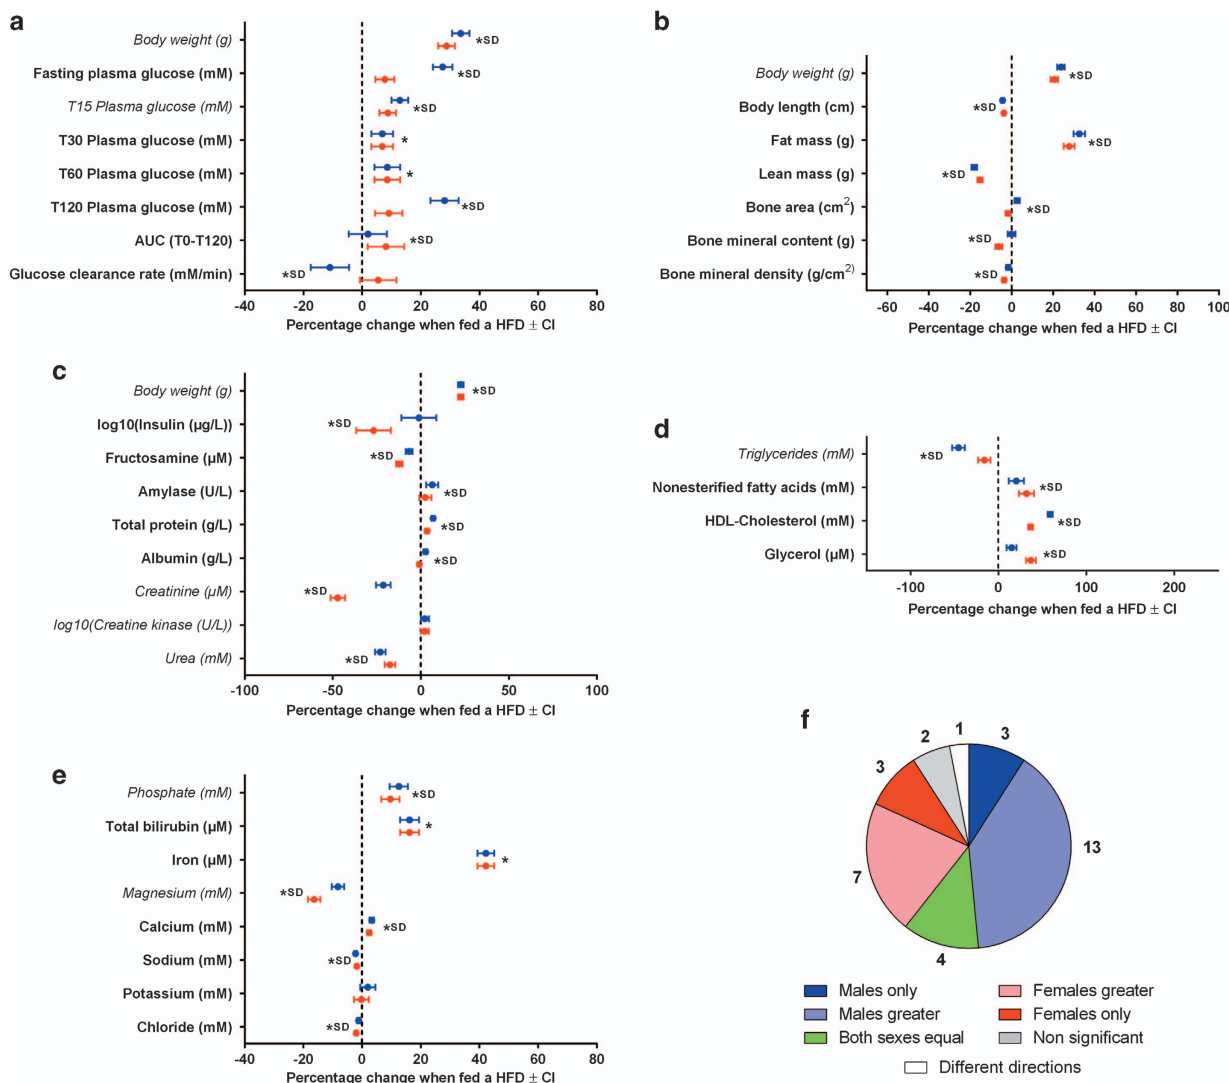 a
Body weight (g)
*SD
Fasting plasma glucose (mM)
*SD
T15 Plasma glucose (mM)
*SD
T30 Plasma glucose (mM)
*
T60 Plasma glucose (mM)
*
T120 Plasma glucose (mM)
*SD
AUC (T0-T120)
*SD
Glucose clearance rate (mM/min)
*SD
-40 -20 0 20 40 60 80
Percentage change when fed a HFD ± CI
b
Body weight (g)
*SD
Body length (cm)
*SD
Fat mass (g)
*SD
Lean mass (g)
*SD
Bone area (cm²)
*SD
Bone mineral content (g)
*SD
Bone mineral density (g/cm²)
*SD
-60 -40 -20 0 20 40 60 80 100
Percentage change when fed a HFD ± CI
c
Body weight (g)
*SD
log10(Insulin (µg/L))
*SD
Fructosamine (µM)
*SD
Amylase (U/L)
*SD
Total protein (g/L)
*SD
Albumin (g/L)
*SD
Creatinine (µM)
*SD
log10(Creatine kinase (U/L))
Urea (mM)
*SD
-100 -50 0 50 100
Percentage change when fed a HFD ± CI
d
Triglycerides (mM)
*SD
Nonesterified fatty acids (mM)
*SD
HDL-Cholesterol (mM)
*SD
Glycerol (µM)
*SD
-100 0 100 200
Percentage change when fed a HFD ± CI
e
Phosphate (mM)
*SD
Total bilirubin (µM)
*
Iron (µM)
*
Magnesium (mM)
*SD
Calcium (mM)
*SD
Sodium (mM)
*SD
Potassium (mM)
Chloride (mM)
*SD
-40 -20 0 20 40 60 80
Percentage change when fed a HFD ± CI
f
1
3
2
3
13
7
4
Males only
Females greater
Males greater
Females only
Both sexes equal
Non significant
Different directions